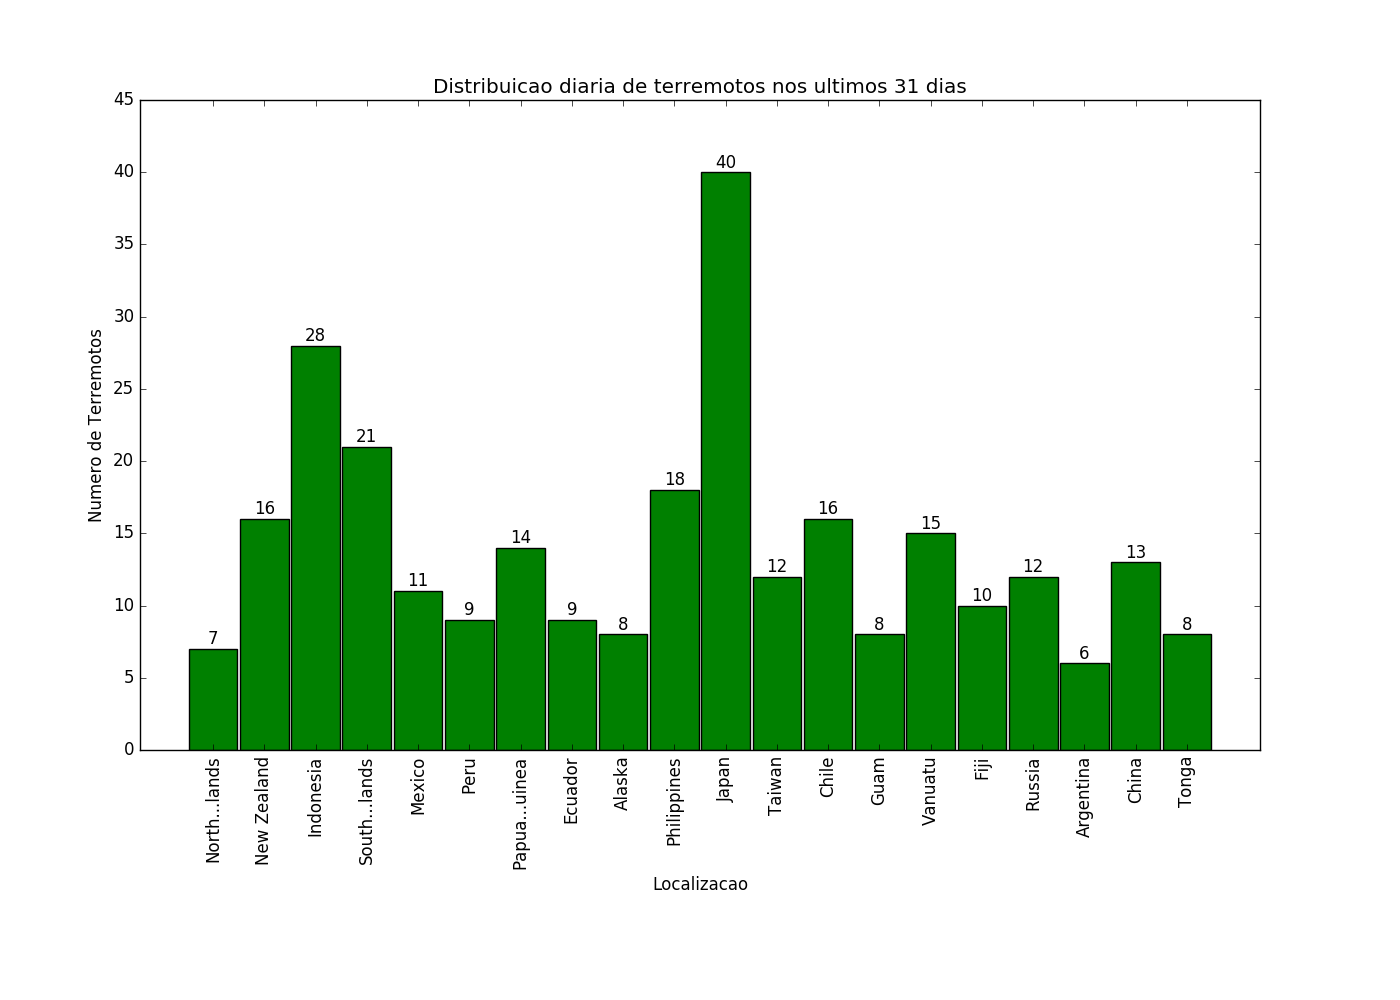 Distribuicao diaria de terremotos nos ultimos 31 dias
45
40
35
30
25
20
15
10
5
0
Numero de Terremotos
7
16
28
21
11
9
14
9
8
18
40
12
16
8
15
10
12
6
13
8
North...lands
New Zealand
Indonesia
South...lands
Mexico
Peru
Papua...uinea
Ecuador
Alaska
Philippines
Japan
Taiwan
Chile
Guam
Vanuatu
Fiji
Russia
Argentina
China
Tonga
Localizacao